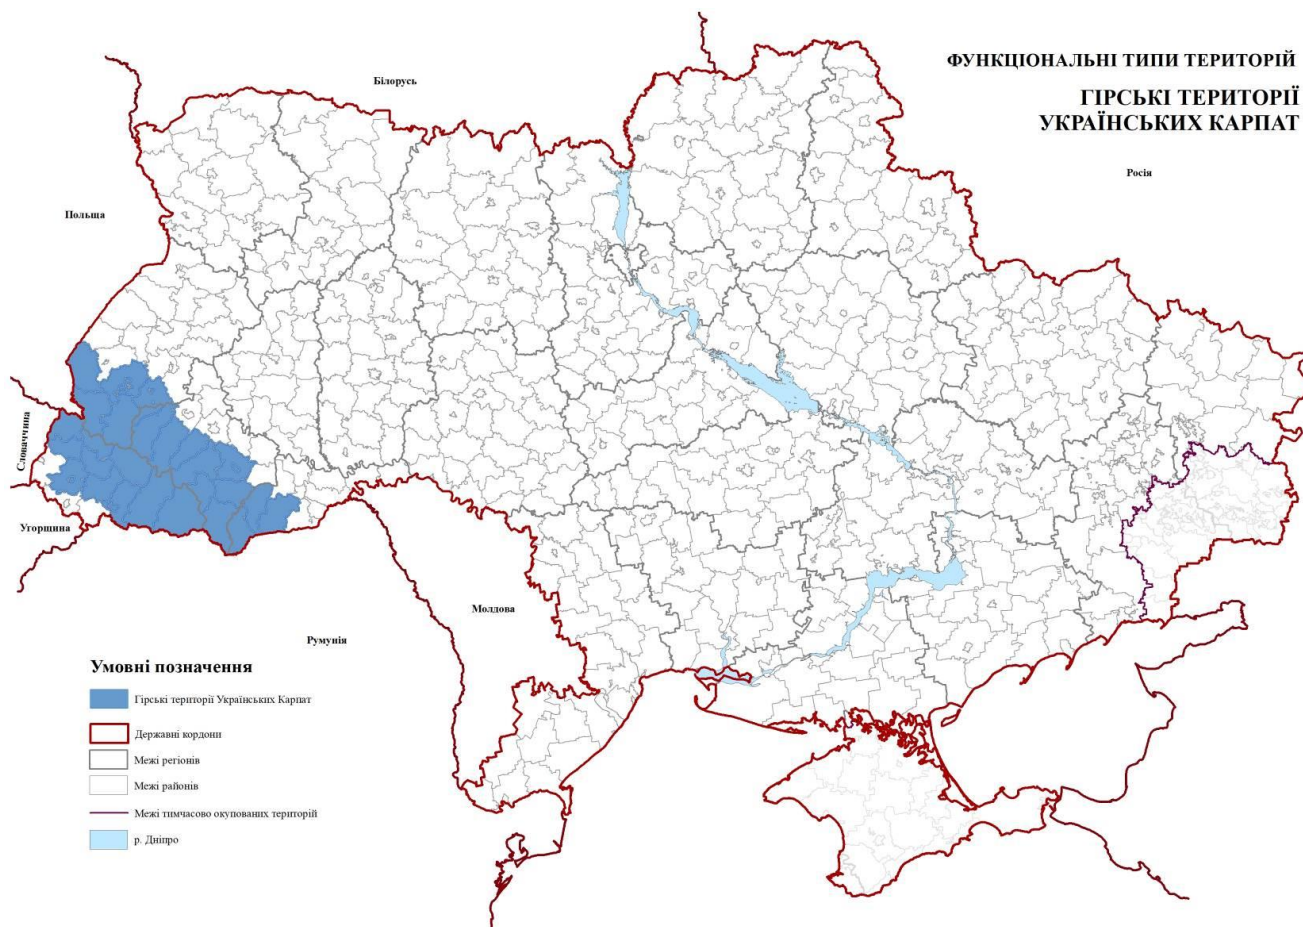 ФУНКЦІОНАЛЬНІ ТИПИ ТЕРИТОРІЙ
ГІРСЬКІ ТЕРИТОРІЇ
УКРАЇНСЬКИХ КАРПАТ
Білорусь
Росія
Польща
Словаччина
Угорщина
Молдова
Румунія
Умовні позначення
Гірські території Українських Карпат
Державні кордони
Межі регіонів
Межі районів
Межі тимчасово окупованих територій
р. Дніпро